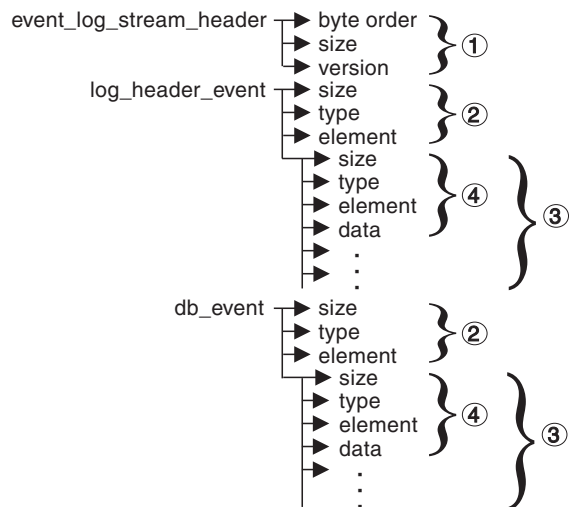 event_log_stream_header byte order
size ①
version
log_header_event size
type ②
element
size
type
element ④ ③
data
db_event size
type ②
element
size
type
element ④ ③
data